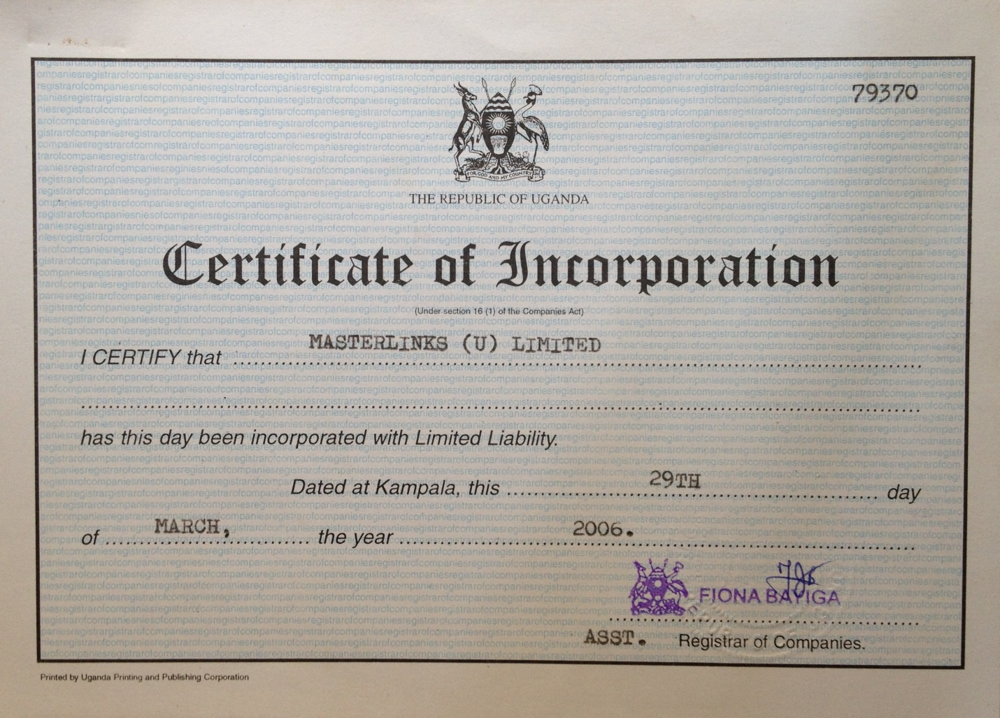 79370
FOR GOD AND MY COUNTRY
THE REPUBLIC OF UGANDA
Certificate of Incorporation
(Under section 16 (1) of the Companies Act)
MASTERLINKS (U) LIMITED
I CERTIFY that
has this day been incorporated with Limited Liability.
Dated at Kampala, this 29TH day
of MARCH, the year 2006.
FIONA BAYIGA
ASST. Registrar of Companies.
Printed by Uganda Printing and Publishing Corporation